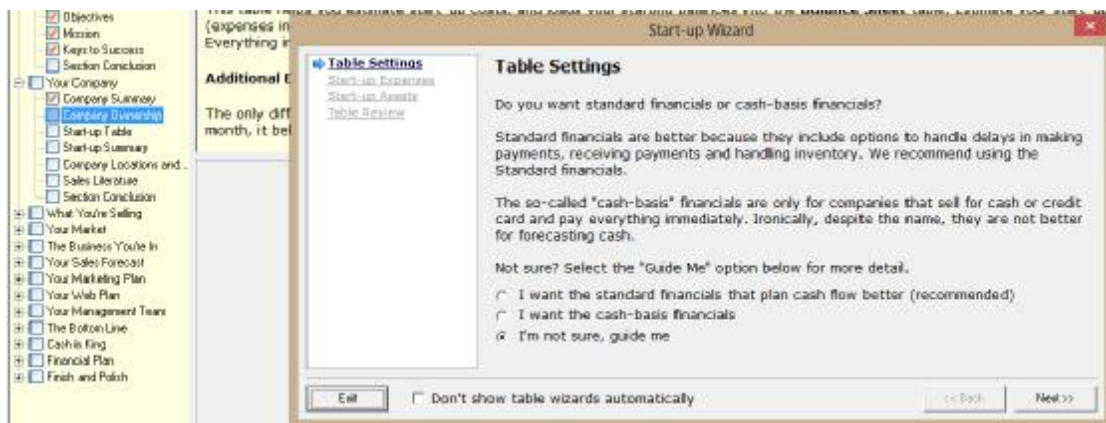 Objectives
Mission
Keys to Success
Section Conclusion
Your Company
Company Summary
Company Ownership
Start-up Table
Start-up Summary
Company Locations and...
Sales Literature
Section Conclusion
What You're Selling
Your Market
The Business You're In
Your Sales Forecast
Your Marketing Plan
Your Web Plan
Your Management Team
The Bottom Line
Cash is King
Financial Plan
Finish and Polish
(expenses in
Everything in
Additional
The only diff
month, it bel
Start-up Wizard
Table Settings
Start-up Expenses
Start-up Assets
Table Review
Table Settings
Do you want standard financials or cash-basis financials?
Standard financials are better because they include options to handle delays in making
payments, receiving payments and handling inventory. We recommend using the
Standard financials.
The so-called "cash-basis" financials are only for companies that sell for cash or credit
card and pay everything immediately. Ironically, despite the name, they are not better
for forecasting cash.
Not sure? Select the "Guide Me" option below for more detail.
I want the standard financials that plan cash flow better (recommended)
I want the cash-basis financials
I'm not sure, guide me
Exit
Don't show table wizards automatically
<< Back
Next >>